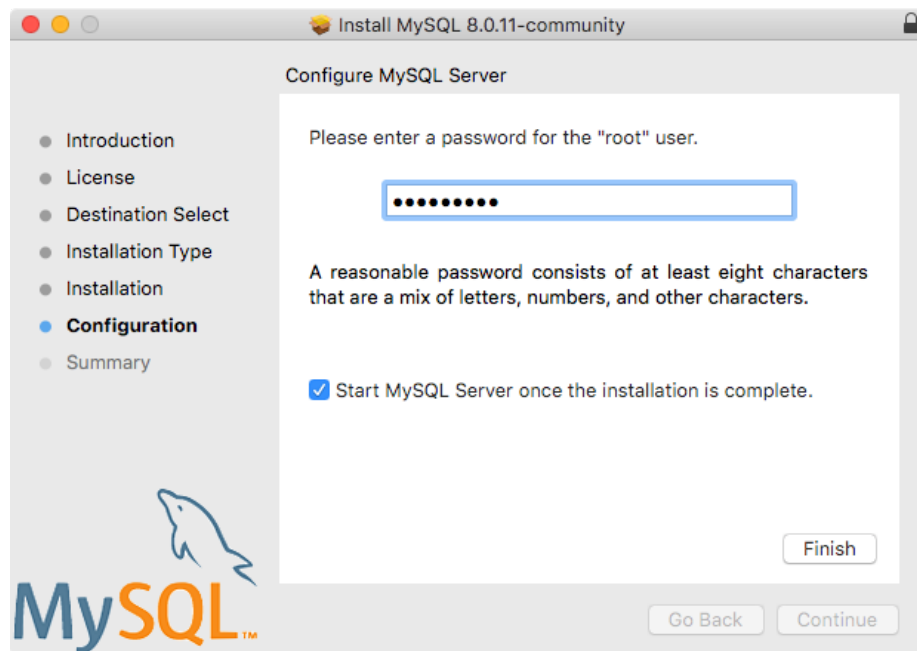 Install MySQL 8.0.11-community
Configure MySQL Server
Introduction
License
Destination Select
Installation Type
Installation
Configuration
Summary
Please enter a password for the "root" user.
•••••••••
A reasonable password consists of at least eight characters
that are a mix of letters, numbers, and other characters.
Start MySQL Server once the installation is complete.
Finish
MySQL™
Go Back
Continue